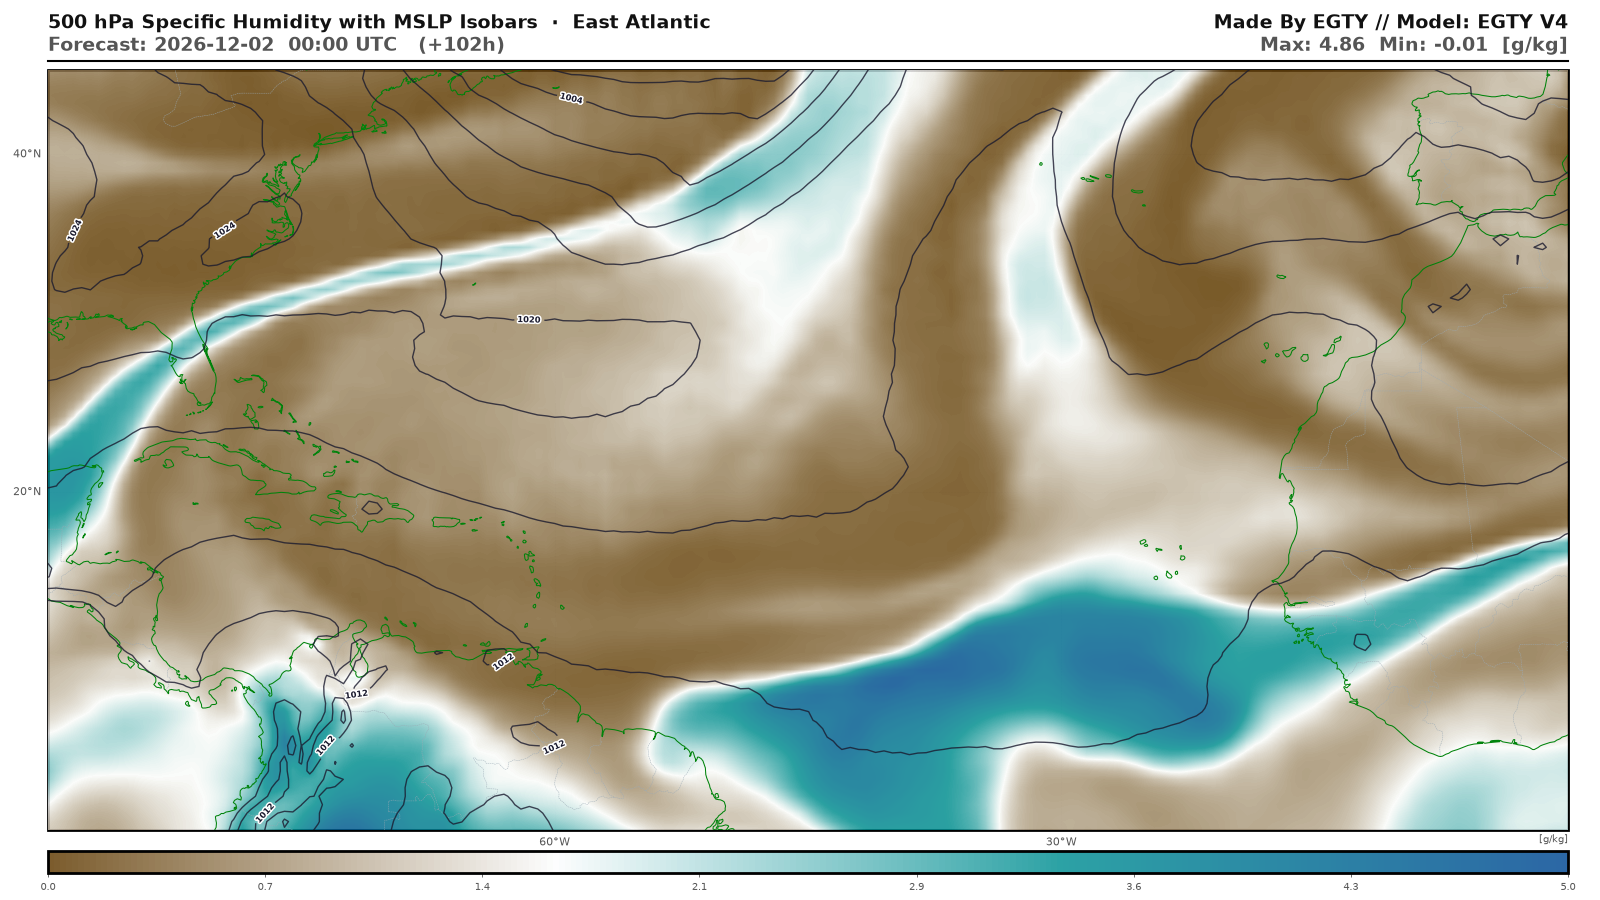 500 hPa Specific Humidity with MSLP Isobars · East Atlantic
Made By EGTY // Model: EGTY V4
Forecast: 2026-12-02 00:00 UTC (+102h)
Max: 4.86 Min: -0.01 [g/kg]
1004
40°N
1024
1024
1020
20°N
1012
1012
1012
1012
1012
60°W
30°W
[g/kg]
0.0
0.7
1.4
2.1
2.9
3.6
4.3
5.0